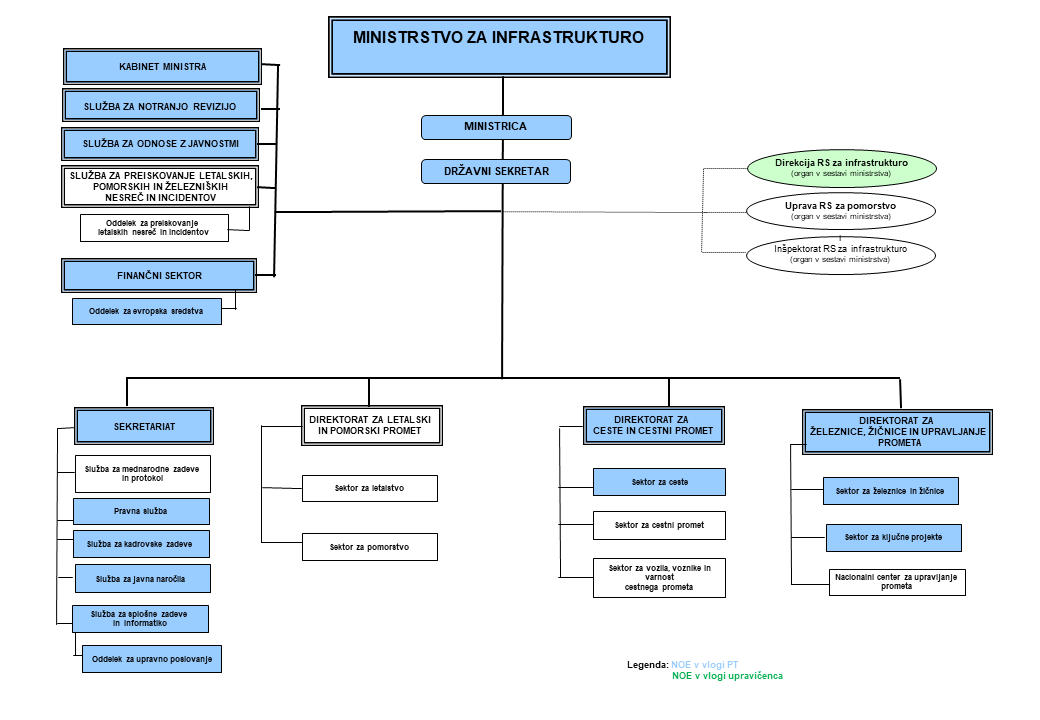 MINISTRSTVO ZA INFRASTRUKTURO
KABINET MINISTRA
SLUŽBA ZA NOTRANJO REVIZIJO
SLUŽBA ZA ODNOSE Z JAVNOSTMI
SLUŽBA ZA PREISKOVANJE LETALSKIH,
POMORSKIH IN ŽELEZNIŠKIH
NESREČ IN INCIDENTOV
Oddelek za preiskovanje
letalskih nesreč in incidentov
FINANČNI SEKTOR
Oddelek za evropska sredstva
MINISTRICA
DRŽAVNI SEKRETAR
Direkcija RS za infrastrukturo
(organ v sestavi ministrstva)
Uprava RS za pomorstvo
(organ v sestavi ministrstva)
Inšpektorat RS za infrastrukturo
(organ v sestavi ministrstva)
SEKRETARIAT
Služba za mednarodne zadeve
in protokol
Pravna služba
Služba za kadrovske zadeve
Služba za javna naročila
Služba za splošne zadeve
in informatiko
Oddelek za upravno poslovanje
DIREKTORAT ZA LETALSKI
IN POMORSKI PROMET
Sektor za letalstvo
Sektor za pomorstvo
DIREKTORAT ZA
CESTE IN CESTNI PROMET
Sektor za ceste
Sektor za cestni promet
Sektor za vozila, voznike in
varnost
cestnega prometa
DIREKTORAT ZA
ŽELEZNICE, ŽIČNICE IN UPRAVLJANJE
PROMETA
Sektor za železnice in žičnice
Sektor za ključne projekte
Nacionalni center za upravljanje
prometa
Legenda: NOE v vlogi PT
NOE v vlogi upravičenca